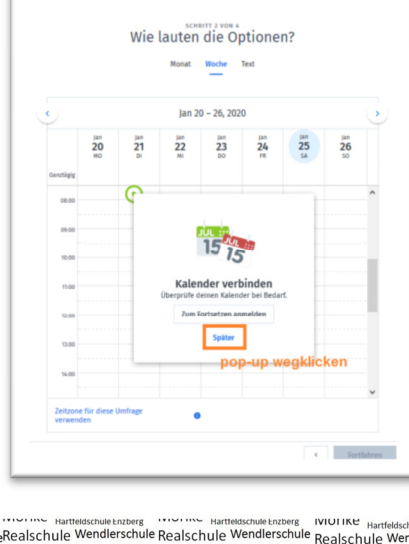 SCHRITT 2 VON 4
Wie lauten die Optionen?
Monat Woche Text
Jan 20 – 26, 2020
Jan Jan Jan Jan Jan Jan Jan
20 21 22 23 24 25 26
MO DI MI DO FR SA SO
Ganztägig
08:00
09:00
JUL JUL
15 15
10:00
Kalender verbinden
11:00
Überprüfe deinen Kalender bei Bedarf.
12:00
Zum Fortsetzen anmelden
13:00
Später
pop-up wegklicken
14:00
Zeitzone für diese Umfrage
verwenden
Fortfahren
Hartfeldschule Enzberg Hartfeldschule Enzberg
Realschule Wendlerschule Realschule Wendlerschule Realschule